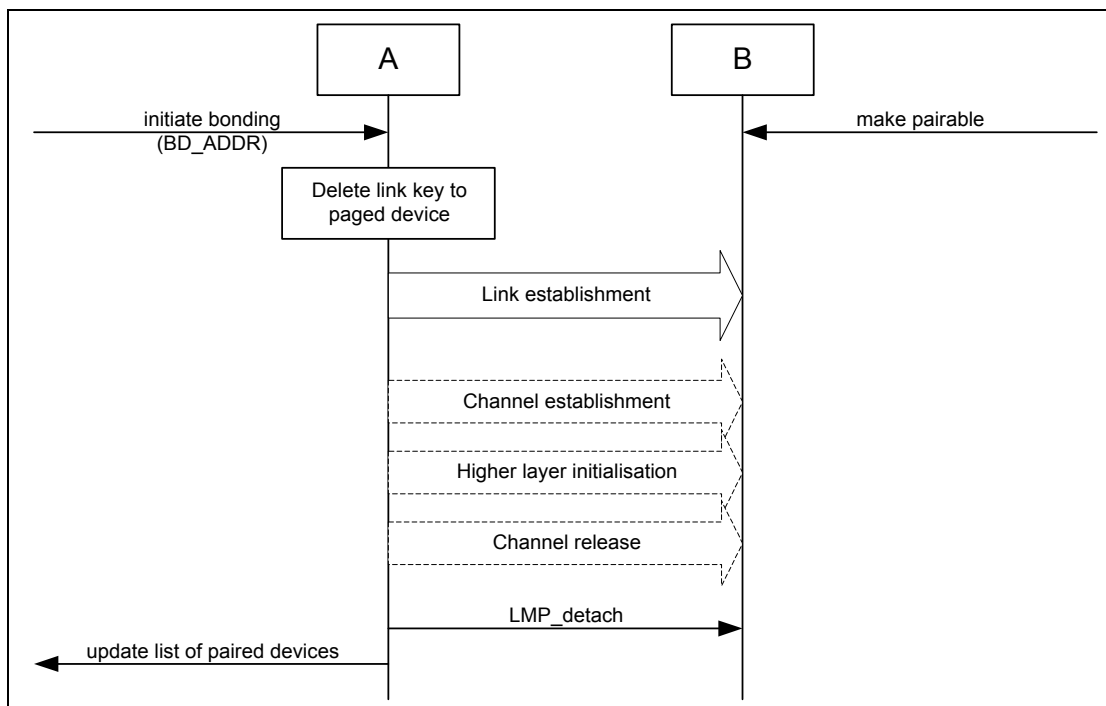 A
B
initiate bonding
(BD_ADDR)
make pairable
Delete link key to
paged device
Link establishment
Channel establishment
Higher layer initialisation
Channel release
LMP_detach
update list of paired devices